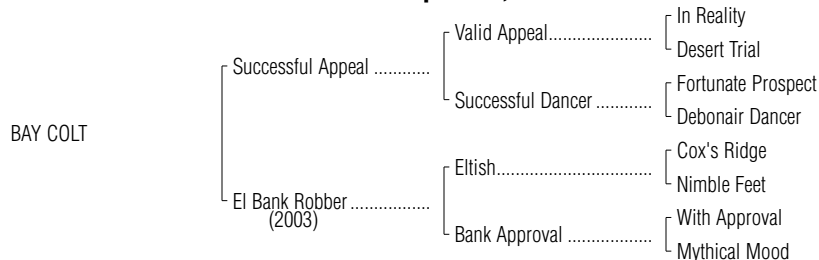 In Reality
Valid Appeal....................
Desert Trial
Successful Appeal ............
Fortunate Prospect
Successful Dancer ...........
Debonair Dancer
BAY COLT
Cox's Ridge
Eltish..............................
Nimble Feet
El Bank Robber .................
(2003)
With Approval
Bank Approval ................
Mythical Mood